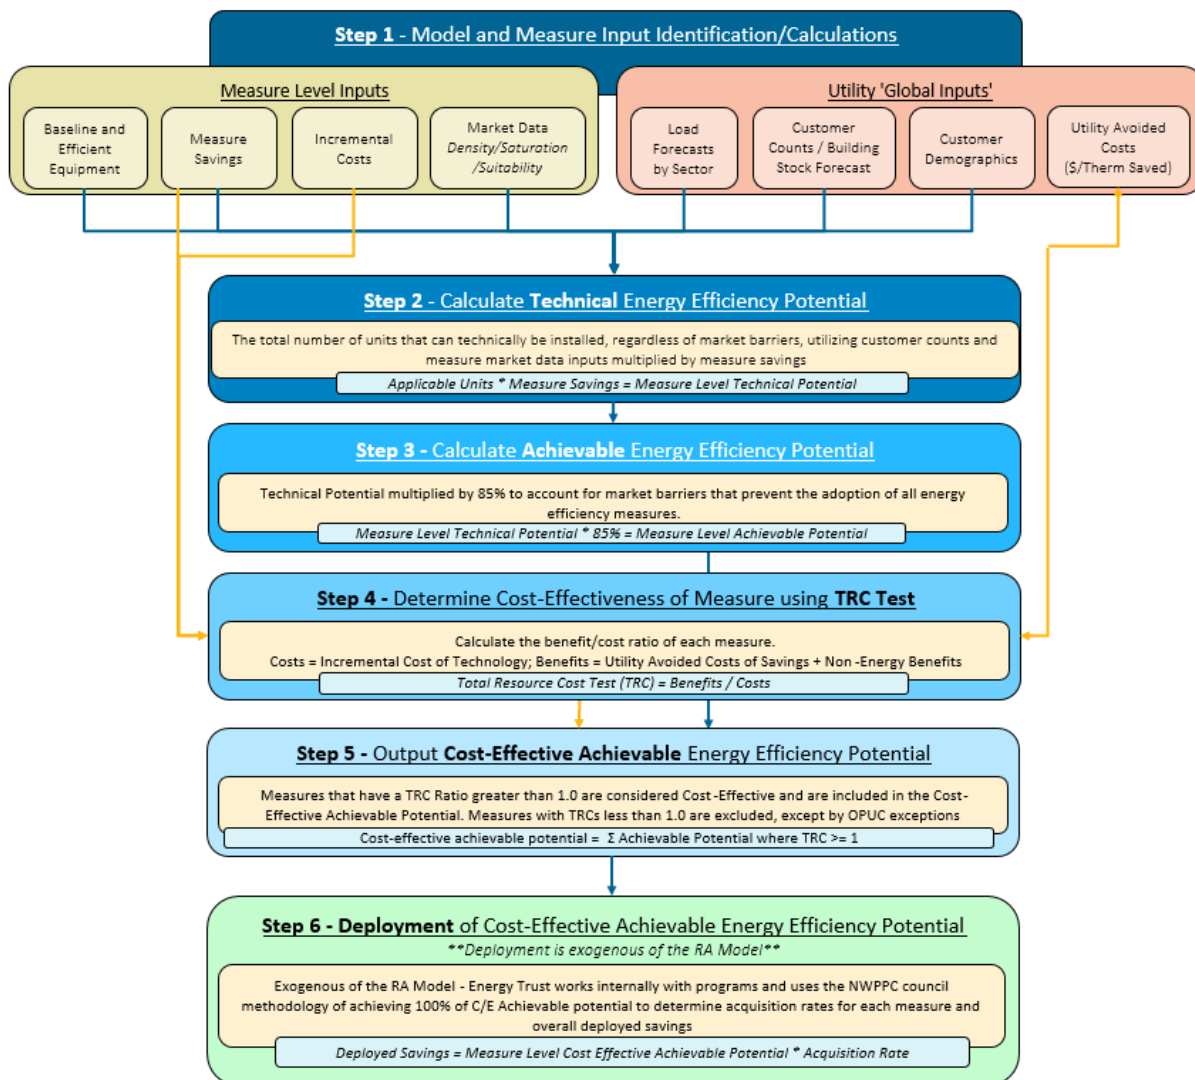 Step 1 - Model and Measure Input Identification/Calculations
Measure Level Inputs
Baseline and
Efficient
Equipment
Measure
Savings
Incremental
Costs
Market Data
Density/Saturation
/Suitability
Utility 'Global Inputs'
Load
Forecasts
by Sector
Customer
Counts / Building
Stock Forecast
Customer
Demographics
Utility Avoided
Costs
($/Therm Saved)
Step 2 - Calculate Technical Energy Efficiency Potential
The total number of units that can technically be installed, regardless of market barriers, utilizing customer counts and
measure market data inputs multiplied by measure savings
Applicable Units * Measure Savings = Measure Level Technical Potential
Step 3 - Calculate Achievable Energy Efficiency Potential
Technical Potential multiplied by 85% to account for market barriers that prevent the adoption of all energy
efficiency measures.
Measure Level Technical Potential * 85% = Measure Level Achievable Potential
Step 4 - Determine Cost-Effectiveness of Measure using TRC Test
Calculate the benefit/cost ratio of each measure.
Costs = Incremental Cost of Technology; Benefits = Utility Avoided Costs of Savings + Non -Energy Benefits
Total Resource Cost Test (TRC) = Benefits / Costs
Step 5 - Output Cost-Effective Achievable Energy Efficiency Potential
Measures that have a TRC Ratio greater than 1.0 are considered Cost -Effective and are included in the Cost-
Effective Achievable Potential. Measures with TRCs less than 1.0 are excluded, except by OPUC exceptions
Cost-effective achievable potential = Σ Achievable Potential where TRC >= 1
Step 6 - Deployment of Cost-Effective Achievable Energy Efficiency Potential
**Deployment is exogenous of the RA Model**
Exogenous of the RA Model - Energy Trust works internally with programs and uses the NWPPC council
methodology of achieving 100% of C/E Achievable potential to determine acquisition rates for each measure and
overall deployed savings
Deployed Savings = Measure Level Cost Effective Achievable Potential * Acquisition Rate